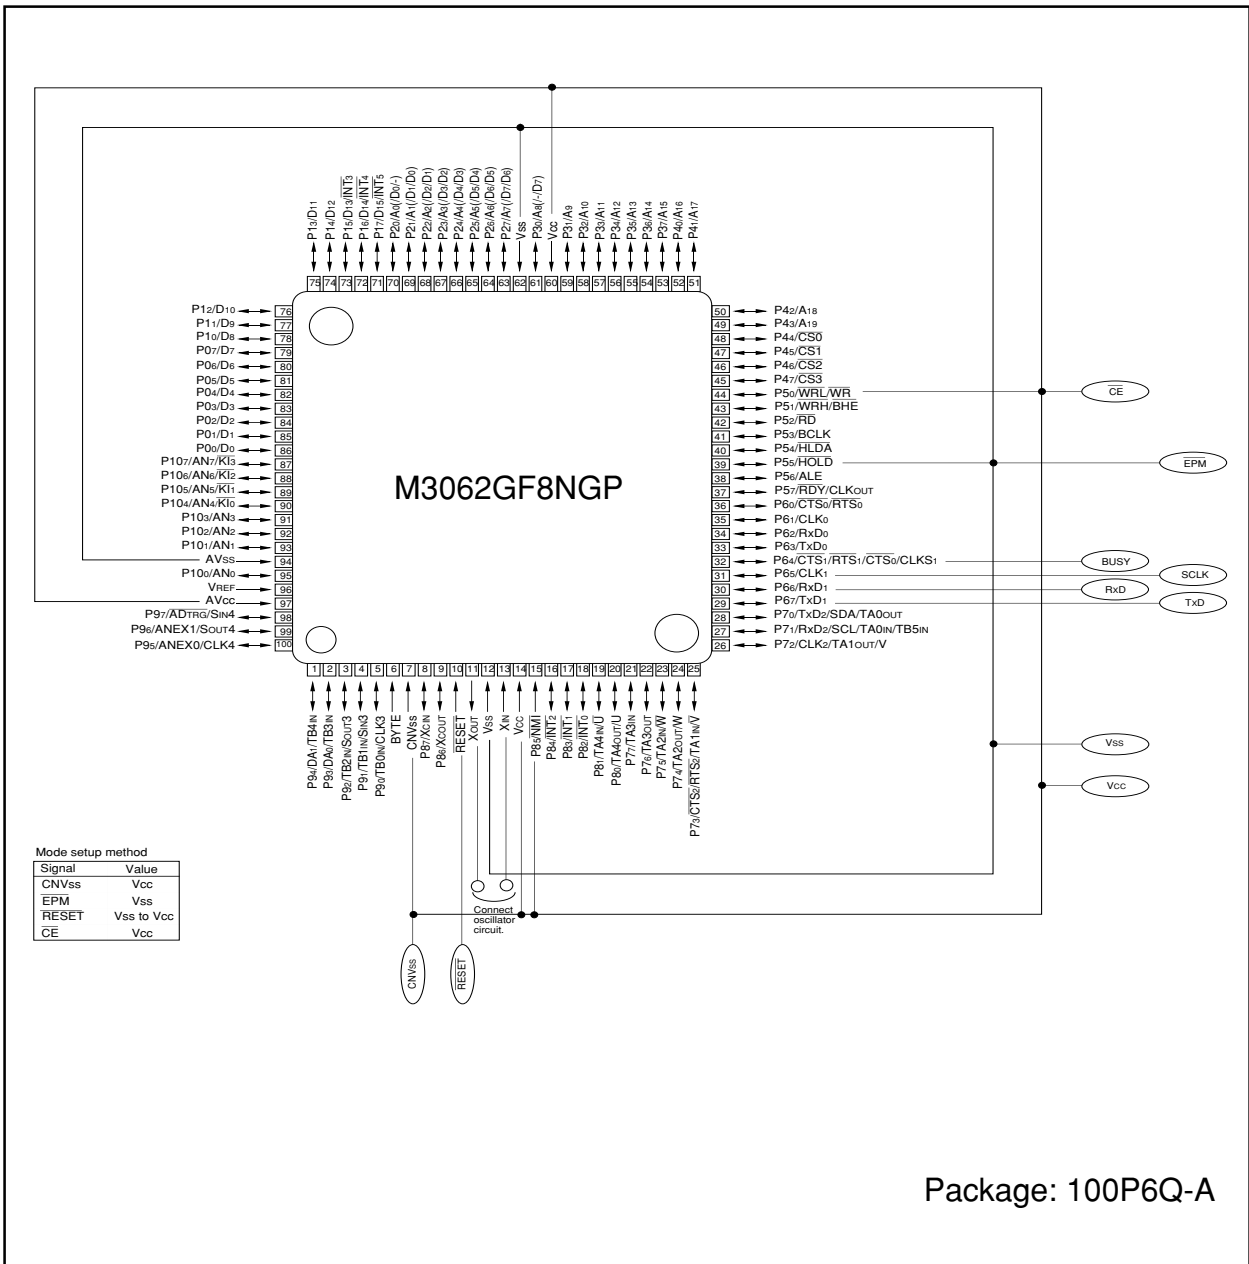 P13/D11
P14/D12
P15/D13/INT3
P16/D14/INT4
P17/D15/INT5
P20/A0(/D0/-)
P21/A1(/D1/D0)
P22/A2(/D2/D1)
P23/A3(/D3/D2)
P24/A4(/D4/D3)
P25/A5(/D5/D4)
P26/A6(/D6/D5)
P27/A7(/D7/D6)
Vss
P30/A8(/-/D7)
Vcc
P31/A9
P32/A10
P33/A11
P34/A12
P35/A13
P36/A14
P37/A15
P40/A16
P41/A17
75 74 73 72 71 70 69 68 67 66 65 64 63 62 61 60 59 58 57 56 55 54 53 52 51
P12/D10 76
P11/D9 77
P10/D8 78
P07/D7 79
P06/D6 80
P05/D5 81
P04/D4 82
P03/D3 83
P02/D2 84
P01/D1 85
P00/D0 86
P107/AN7/KI3 87
P106/AN6/KI2 88
P105/AN5/KI1 89
P104/AN4/KI0 90
P103/AN3 91
P102/AN2 92
P101/AN1 93
AVss 94
P100/AN0 95
VREF 96
AVcc 97
P97/ADTRG/SIN4 98
P96/ANEX1/SOUT4 99
P95/ANEX0/CLK4 100
M3062GF8NGP
50 P42/A18
49 P43/A19
48 P44/CS0
47 P45/CS1
46 P46/CS2
45 P47/CS3
44 P50/WRL/WR
43 P51/WRH/BHE
42 P52/RD
41 P53/BCLK
40 P54/HLDA
39 P55/HOLD
38 P56/ALE
37 P57/RDY/CLKOUT
36 P60/CTS0/RTS0
35 P61/CLK0
34 P62/RxD0
33 P63/TxD0
32 P64/CTS1/RTS1/CTS0/CLKS1
31 P65/CLK1
30 P66/RxD1
29 P67/TxD1
28 P70/TxD2/SDA/TA0OUT
27 P71/RxD2/SCL/TA0IN/TB5IN
26 P72/CLK2/TA1OUT/V
CE
EPM
BUSY
SCLK
RxD
TxD
Vss
Vcc
1 2 3 4 5 6 7 8 9 10 11 12 13 14 15 16 17 18 19 20 21 22 23 24 25
P94/DA1/TB4IN
P93/DA0/TB3IN
P92/TB2IN/SOUT3
P91/TB1IN/SIN3
P90/TB0IN/CLK3
BYTE
CNVss
P87/XCIN
P86/XCOUT
RESET
XOUT
Vss
XIN
Vcc
P85/NMI
P84/INT2
P83/INT1
P82/INT0
P81/TA4IN/U
P80/TA4OUT/U
P77/TA3IN
P76/TA3OUT
P75/TA2IN/W
P74/TA2OUT/W
P73/CTS2/RTS2/TA1IN/V
Connect
oscillator
circuit.
CNVss
RESET
Mode setup method
Signal Value
CNVss Vcc
EPM Vss
RESET Vss to Vcc
CE Vcc
Package: 100P6Q-A